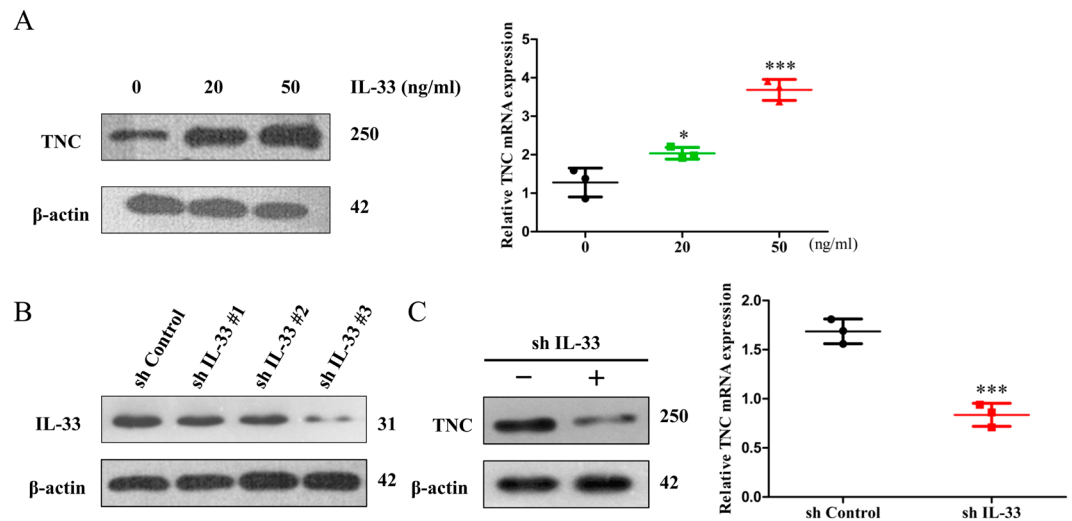 A
0 20 50 IL-33 (ng/ml)
TNC 250
β-actin 42
Relative TNC mRNA expression
5
4
3
2
1
0
*
***
0 20 50 (ng/ml)
B
sh Control
sh IL-33 #1
sh IL-33 #2
sh IL-33 #3
IL-33 31
β-actin 42
C
sh IL-33
− +
TNC 250
β-actin 42
Relative TNC mRNA expression
2.0
1.5
1.0
0.5
0.0
***
sh Control sh IL-33